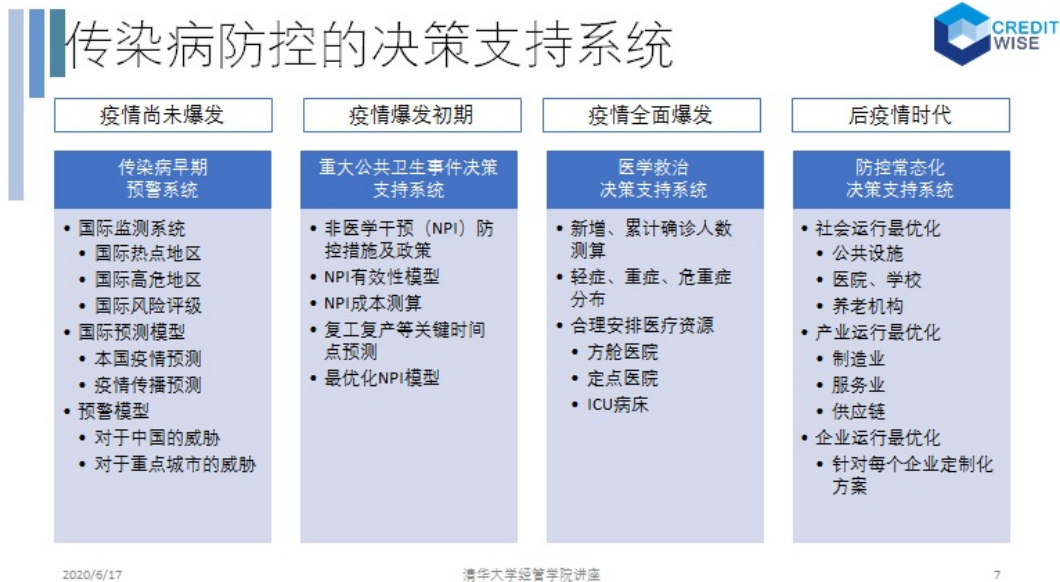 传染病防控的决策支持系统
CREDIT
WISE
疫情尚未爆发
传染病早期
预警系统
• 国际监测系统
• 国际热点地区
• 国际高危地区
• 国际风险评级
• 国际预测模型
• 本国疫情预测
• 疫情传播预测
• 预警模型
• 对于中国的威胁
• 对于重点城市的威胁
疫情爆发初期
重大公共卫生事件决策
支持系统
• 非医学干预（NPI）防
控措施及政策
• NPI有效性模型
• NPI成本测算
• 复工复产等关键时间
点预测
• 最优化NPI模型
疫情全面爆发
医学救治
决策支持系统
• 新增、累计确诊人数
测算
• 轻症、重症、危重症
分布
• 合理安排医疗资源
• 方舱医院
• 定点医院
• ICU病床
后疫情时代
防控常态化
决策支持系统
• 社会运行最优化
• 公共设施
• 医院、学校
• 养老机构
• 产业运行最优化
• 制造业
• 服务业
• 供应链
• 企业运行最优化
• 针对每个企业定制化
方案
2020/6/17
清华大学经管学院讲座
7